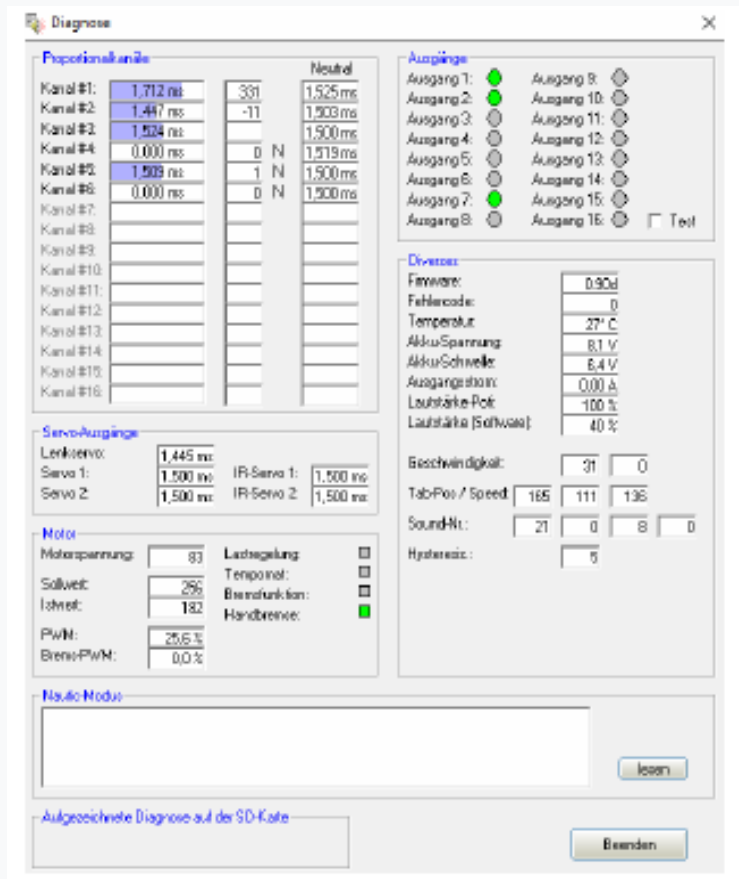 Diagnose
Proportionalkanäle
Neutral
Kanal #1: 1,712 ms 331 1,525 ms
Kanal #2: 1,447 ms -11 1,503 ms
Kanal #3: 1,524 ms 1,500 ms
Kanal #4: 0,000 ms 0 N 1,519 ms
Kanal #5: 1,509 ms 1 N 1,500 ms
Kanal #6: 0,000 ms 0 N 1,500 ms
Kanal #7:
Kanal #8:
Kanal #9:
Kanal #10:
Kanal #11:
Kanal #12:
Kanal #13:
Kanal #14:
Kanal #15:
Kanal #16:
Servo-Ausgänge
Lenkservo: 1,445 ms
Servo 1: 1,500 ms IR-Servo 1: 1,500 ms
Servo 2: 1,500 ms IR-Servo 2: 1,500 ms
Motor
Motorspannung: 83 Lastregelung:
Tempomat:
Sollwert: 256 Bremsfunktion:
Istwert: 182 Handbremse:
PWM: 25,6 %
Brems-PWM: 0,0 %
Ausgänge
Ausgang 1: Ausgang 9:
Ausgang 2: Ausgang 10:
Ausgang 3: Ausgang 11:
Ausgang 4: Ausgang 12:
Ausgang 5: Ausgang 13:
Ausgang 6: Ausgang 14:
Ausgang 7: Ausgang 15:
Ausgang 8: Ausgang 16: Test
Diverses
Firmware: 0.90d
Fehlercode: 0
Temperatur: 27° C
Akku-Spannung: 8,1 V
Akku-Schwelle: 6,4 V
Ausgangsstrom: 0,00 A
Lautstärke-Poti: 100 %
Lautstärke (Software): 40 %
Geschwindigkeit: 31 0
Tab-Pos / Speed: 165 111 136
Sound-Nr.: 21 0 8 0
Hysteresis: 5
Nautic-Modus
lesen
Aufgezeichnete Diagnose auf der SD-Karte
Beenden